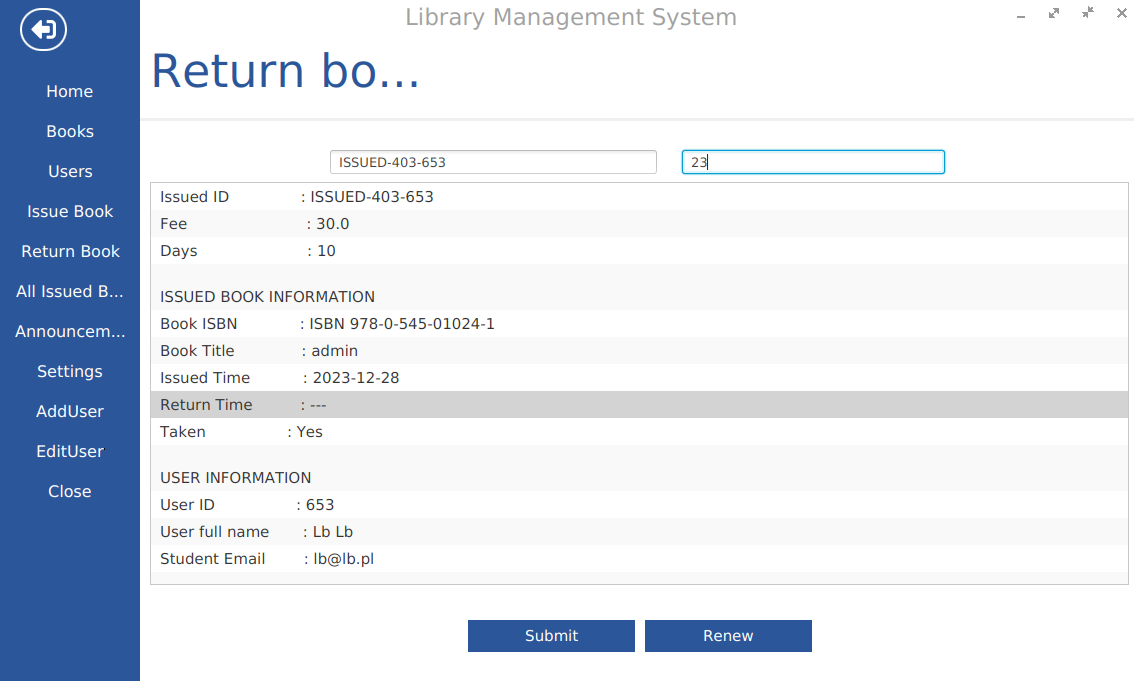 Library Management System
Return bo...
Home
Books
Users
Issue Book
Return Book
All Issued B...
Announcem...
Settings
AddUser
EditUser
Close
ISSUED-403-653
23
Issued ID : ISSUED-403-653
Fee : 30.0
Days : 10
ISSUED BOOK INFORMATION
Book ISBN : ISBN 978-0-545-01024-1
Book Title : admin
Issued Time : 2023-12-28
Return Time : ---
Taken : Yes
USER INFORMATION
User ID : 653
User full name : Lb Lb
Student Email : lb@lb.pl
Submit
Renew